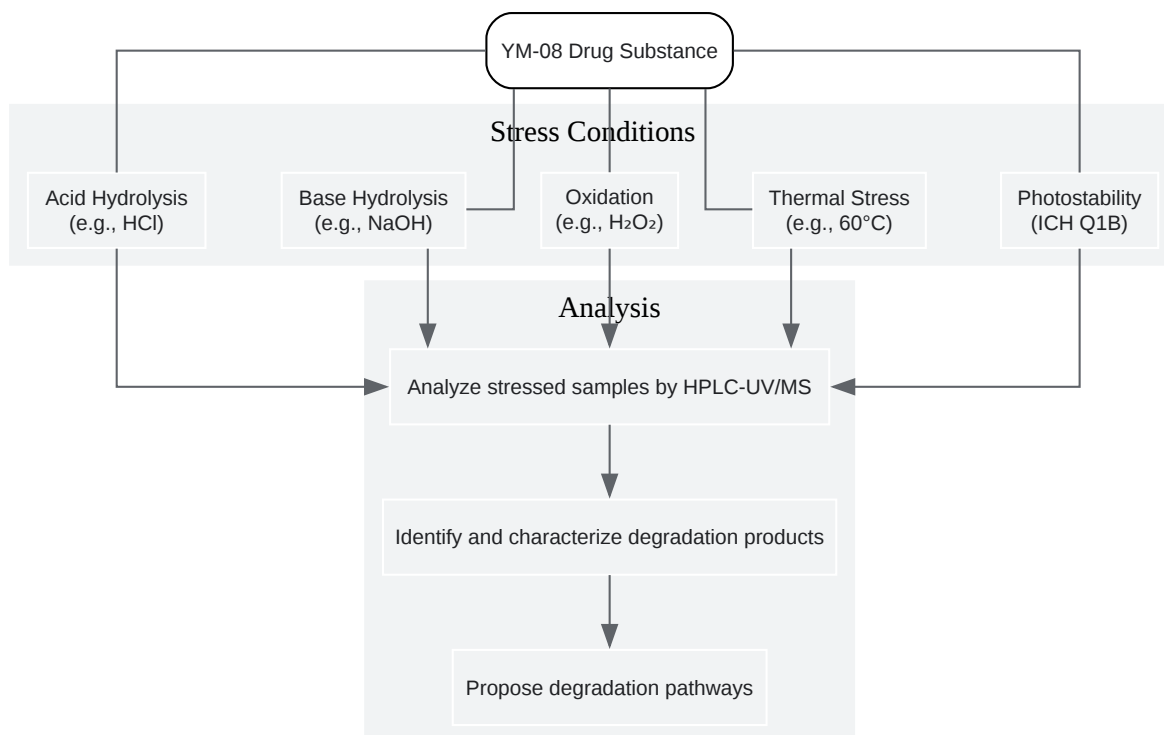 YM-08 Drug Substance
Stress Conditions
Acid Hydrolysis
(e.g., HCl)
Base Hydrolysis
(e.g., NaOH)
Oxidation
(e.g., H₂O₂)
Thermal Stress
(e.g., 60°C)
Photostability
(ICH Q1B)
Analysis
Analyze stressed samples by HPLC-UV/MS
Identify and characterize degradation products
Propose degradation pathways